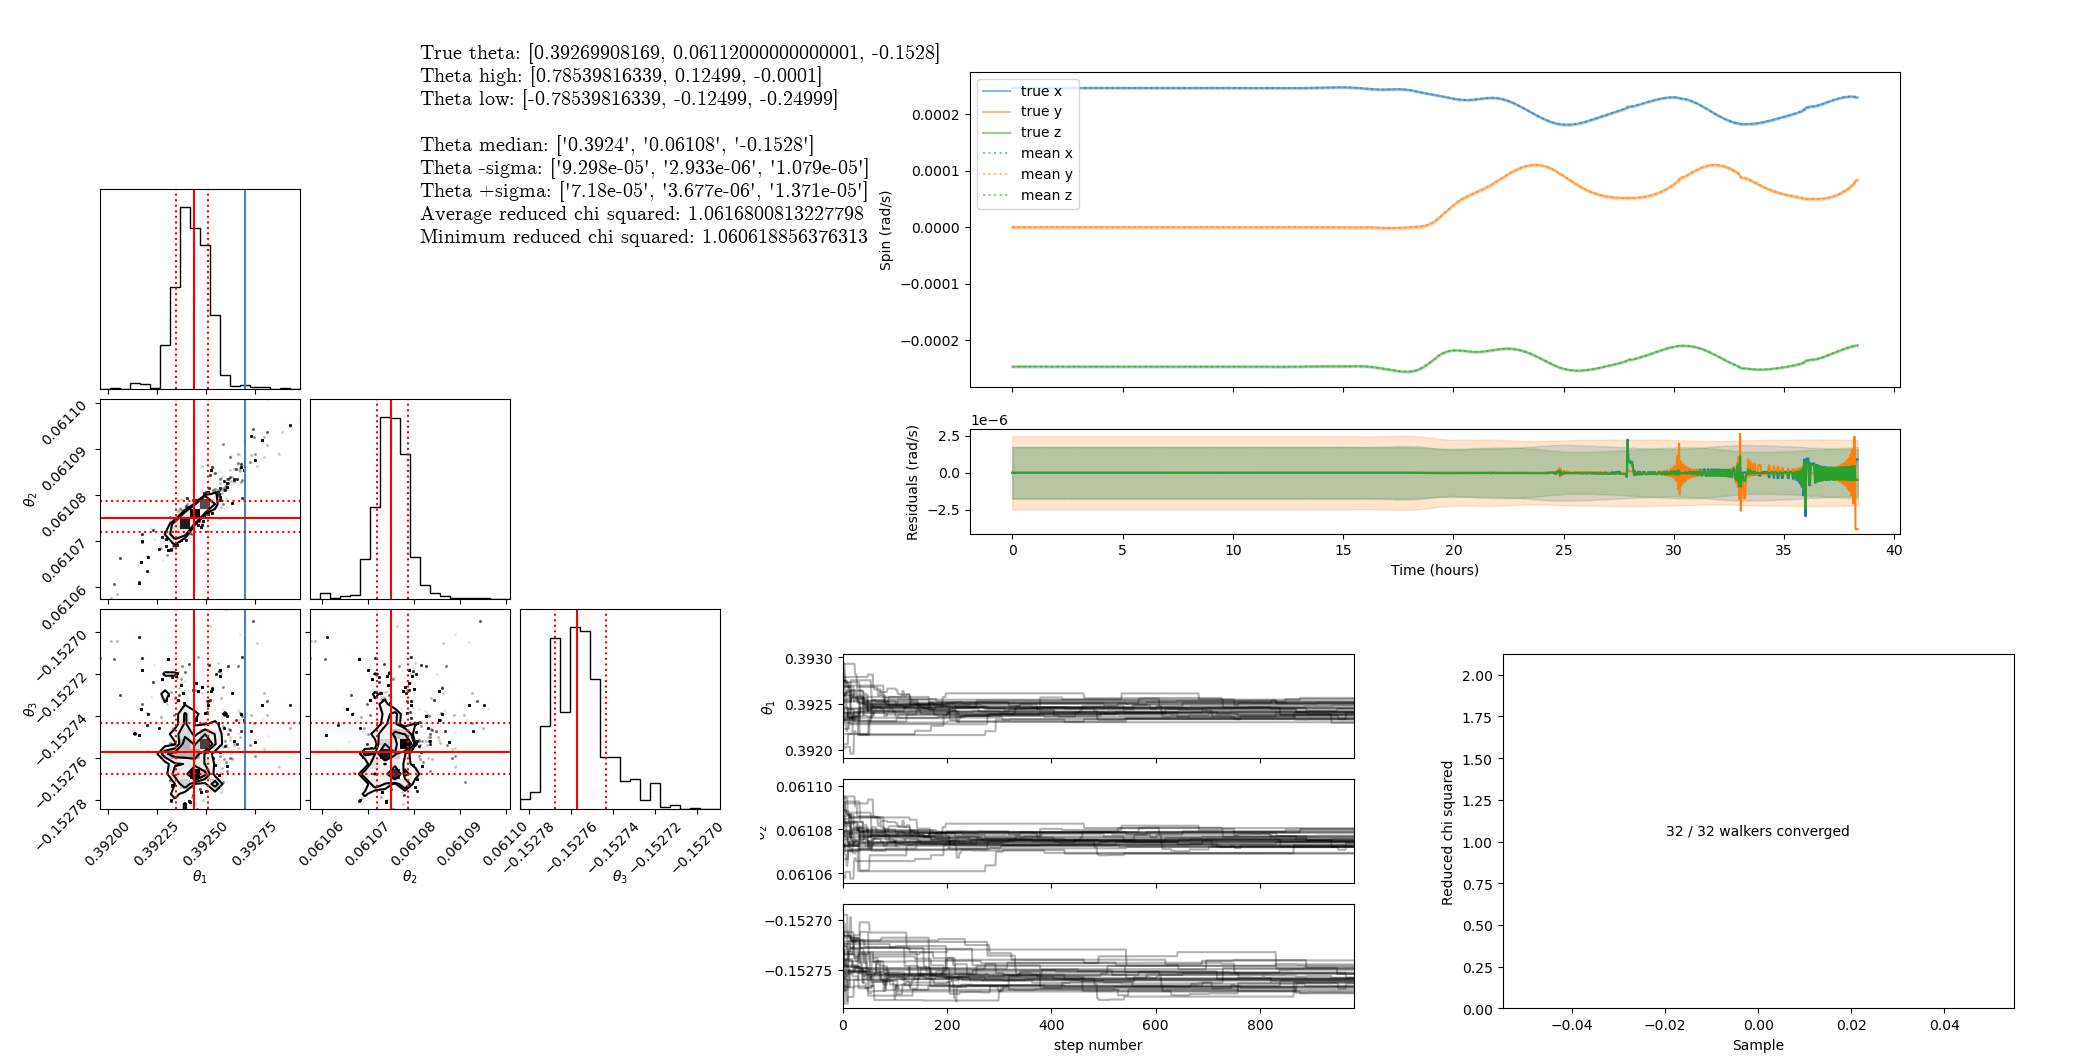 True theta: [0.39269908169, 0.06112000000000001, -0.1528]
Theta high: [0.78539816339, 0.12499, -0.0001]
Theta low: [-0.78539816339, -0.12499, -0.24999]
Theta median: ['0.3924', '0.06108', '-0.1528']
Theta -sigma: ['9.298e-05', '2.933e-06', '1.079e-05']
Theta +sigma: ['7.18e-05', '3.677e-06', '1.371e-05']
Average reduced chi squared: 1.0616800813227798
Minimum reduced chi squared: 1.060618856376313
true x
true y
true z
mean x
mean y
mean z
Spin (rad/s)
0.0002
0.0001
0.0000
−0.0001
−0.0002
1e−6
Residuals (rad/s)
2.5
0.0
−2.5
0 5 10 15 20 25 30 35 40
Time (hours)
θ2
0.06110
0.06109
0.06108
0.06107
0.06106
θ3
−0.15270
−0.15272
−0.15274
−0.15276
−0.15278
0.39200 0.39225 0.39250 0.39275
θ1
0.06106 0.06107 0.06108 0.06109 0.06110
θ2
−0.15278 −0.15276 −0.15274 −0.15272 −0.15270
θ3
θ1
0.3930
0.3925
0.3920
0.06110
0.06108
0.06106
−0.15270
−0.15275
0 200 400 600 800
step number
Reduced chi squared
2.00
1.75
1.50
1.25
1.00
0.75
0.50
0.25
0.00
32 / 32 walkers converged
−0.04 −0.02 0.00 0.02 0.04
Sample